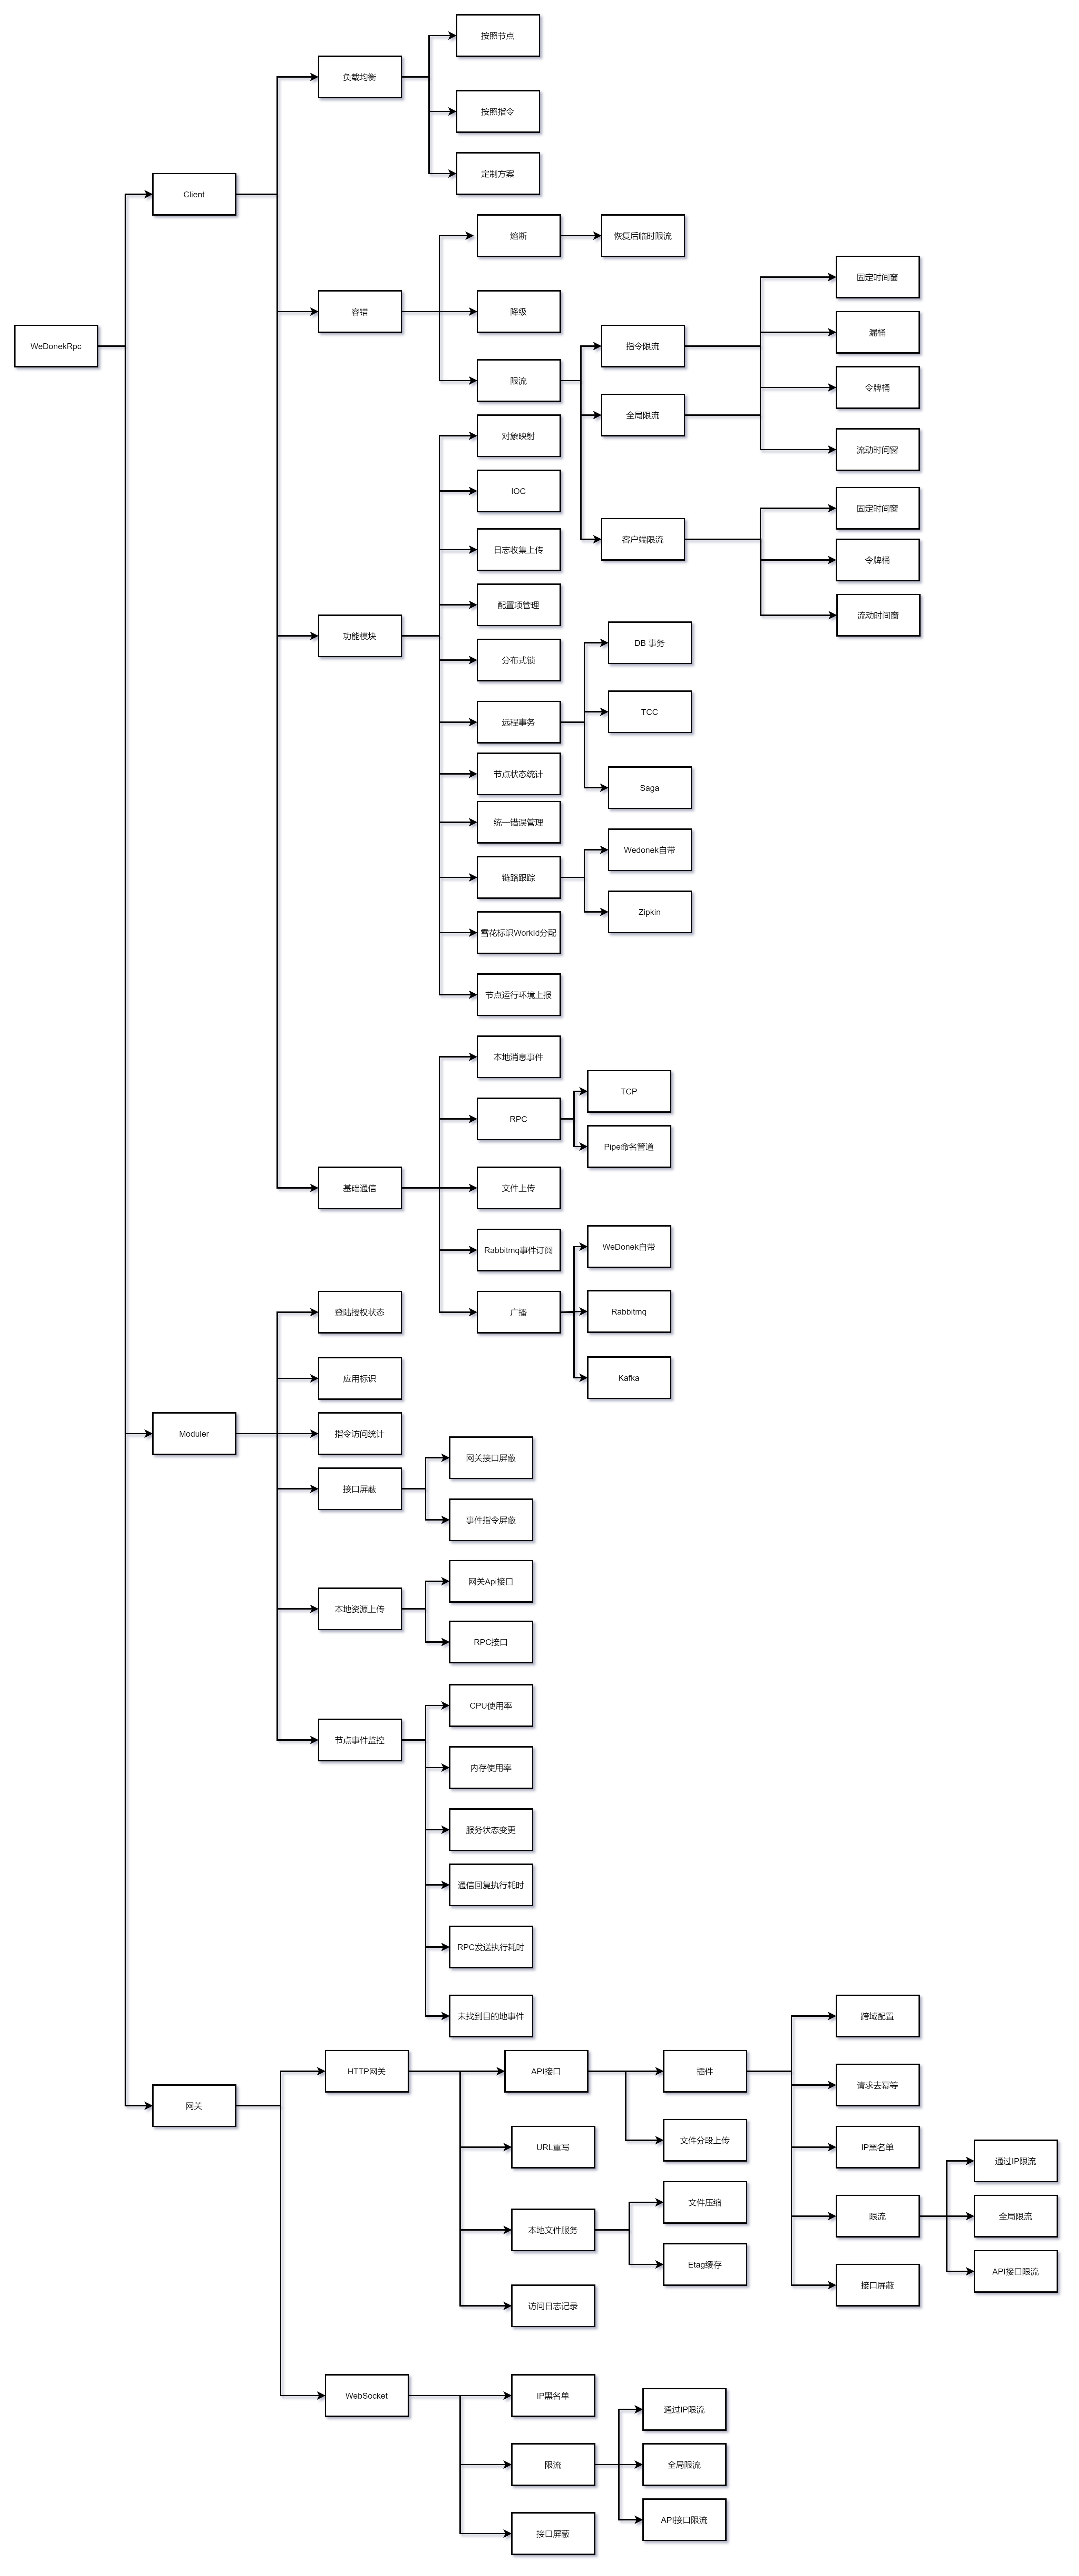 WeDonekRpc
Client
负载均衡
按照节点
按照指令
定制方案
容错
熔断
恢复后临时限流
降级
限流
指令限流
全局限流
固定时间窗
漏桶
令牌桶
流动时间窗
客户端限流
固定时间窗
令牌桶
流动时间窗
功能模块
对象映射
IOC
日志收集上传
配置项管理
分布式锁
远程事务
DB 事务
TCC
Saga
节点状态统计
统一错误管理
链路跟踪
Wedonek自带
Zipkin
雪花标识WorkId分配
节点运行环境上报
基础通信
本地消息事件
RPC
TCP
Pipe命名管道
文件上传
Rabbitmq事件订阅
广播
WeDonek自带
Rabbitmq
Kafka
Moduler
登陆授权状态
应用标识
指令访问统计
接口屏蔽
网关接口屏蔽
事件指令屏蔽
本地资源上传
网关Api接口
RPC接口
节点事件监控
CPU使用率
内存使用率
服务状态变更
通信回复执行耗时
RPC发送执行耗时
未找到目的地事件
网关
HTTP网关
API接口
插件
跨域配置
请求去幂等
IP黑名单
限流
通过IP限流
全局限流
API接口限流
接口屏蔽
文件分段上传
URL重写
本地文件服务
文件压缩
Etag缓存
访问日志记录
WebSocket
IP黑名单
限流
通过IP限流
全局限流
API接口限流
接口屏蔽